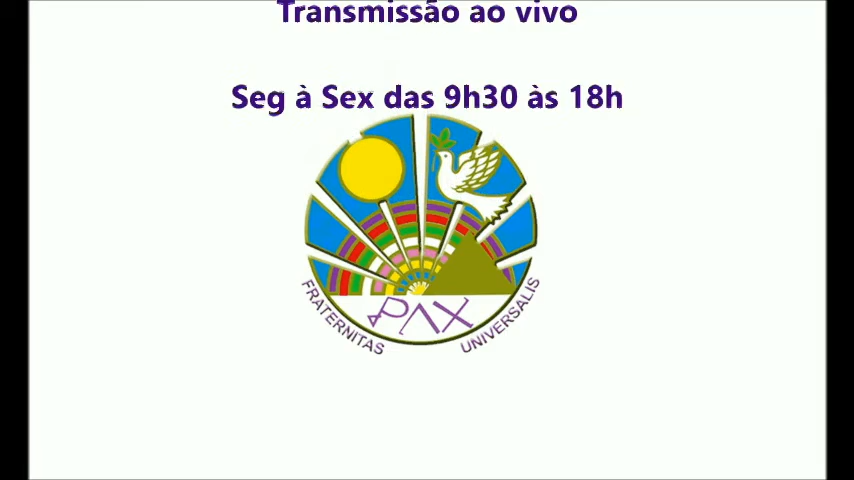 Transmissão ao vivo
Seg à Sex das 9h30 às 18h
PAX
FRATERNITAS
UNIVERSALIS